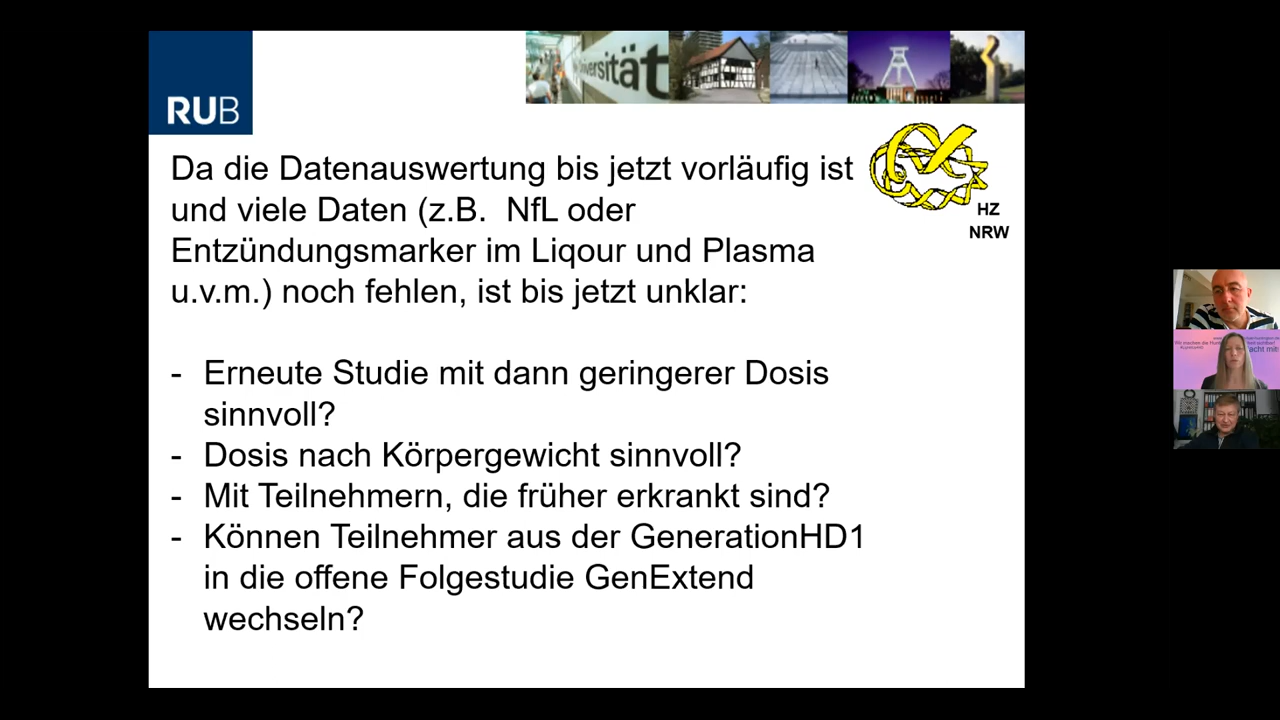 RUB
universität
Da die Datenauswertung bis jetzt vorläufig ist
und viele Daten (z.B. NfL oder
Entzündungsmarker im Liqour und Plasma
u.v.m.) noch fehlen, ist bis jetzt unklar:
HZ
NRW
- Erneute Studie mit dann geringerer Dosis
sinnvoll?
- Dosis nach Körpergewicht sinnvoll?
- Mit Teilnehmern, die früher erkrankt sind?
- Können Teilnehmer aus der GenerationHD1
in die offene Folgestudie GenExtend
wechseln?